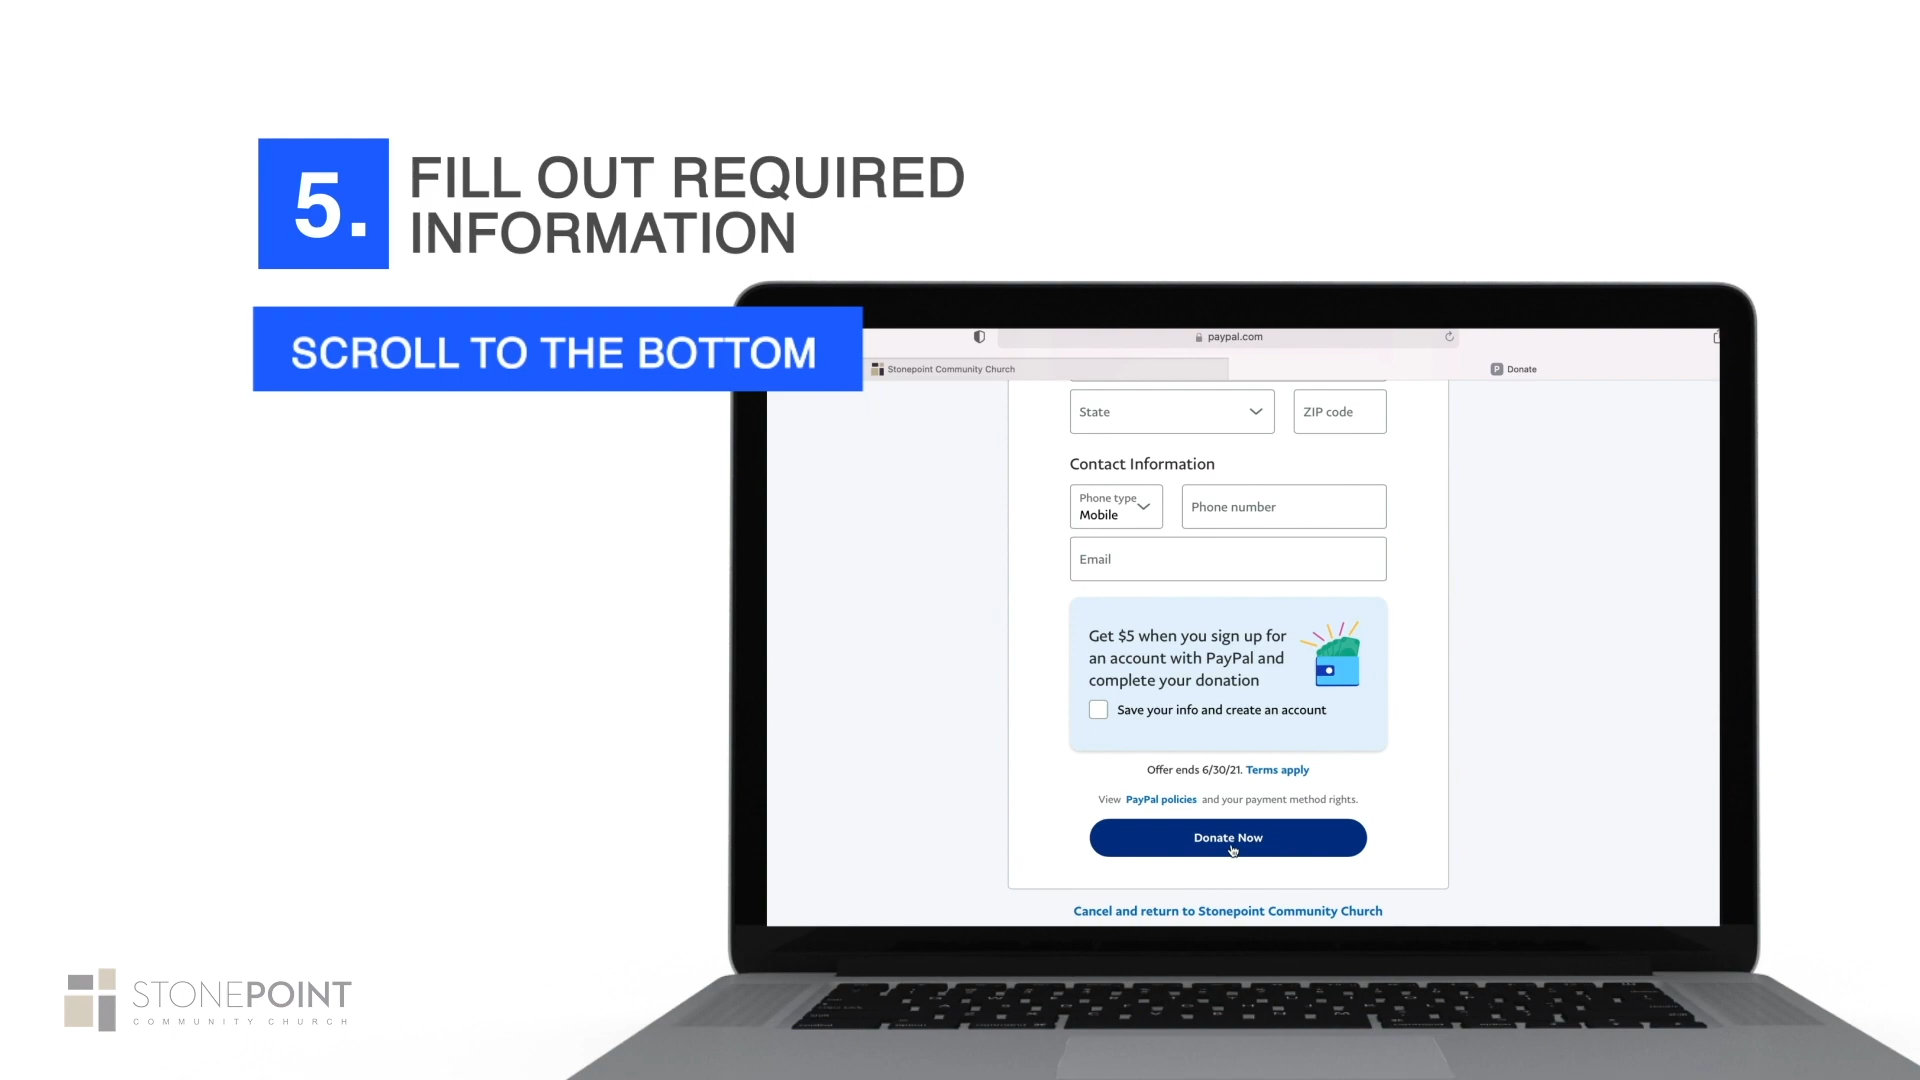 5.
FILL OUT REQUIRED
INFORMATION
SCROLL TO THE BOTTOM
paypal.com
Stonepoint Community Church
P Donate
State
ZIP code
Contact Information
Phone type
Mobile
Phone number
Email
Get $5 when you sign up for
an account with PayPal and
complete your donation
Save your info and create an account
Offer ends 6/30/21. Terms apply
View PayPal policies and your payment method rights.
Donate Now
Cancel and return to Stonepoint Community Church
STONEPOINT
COMMUNITY CHURCH